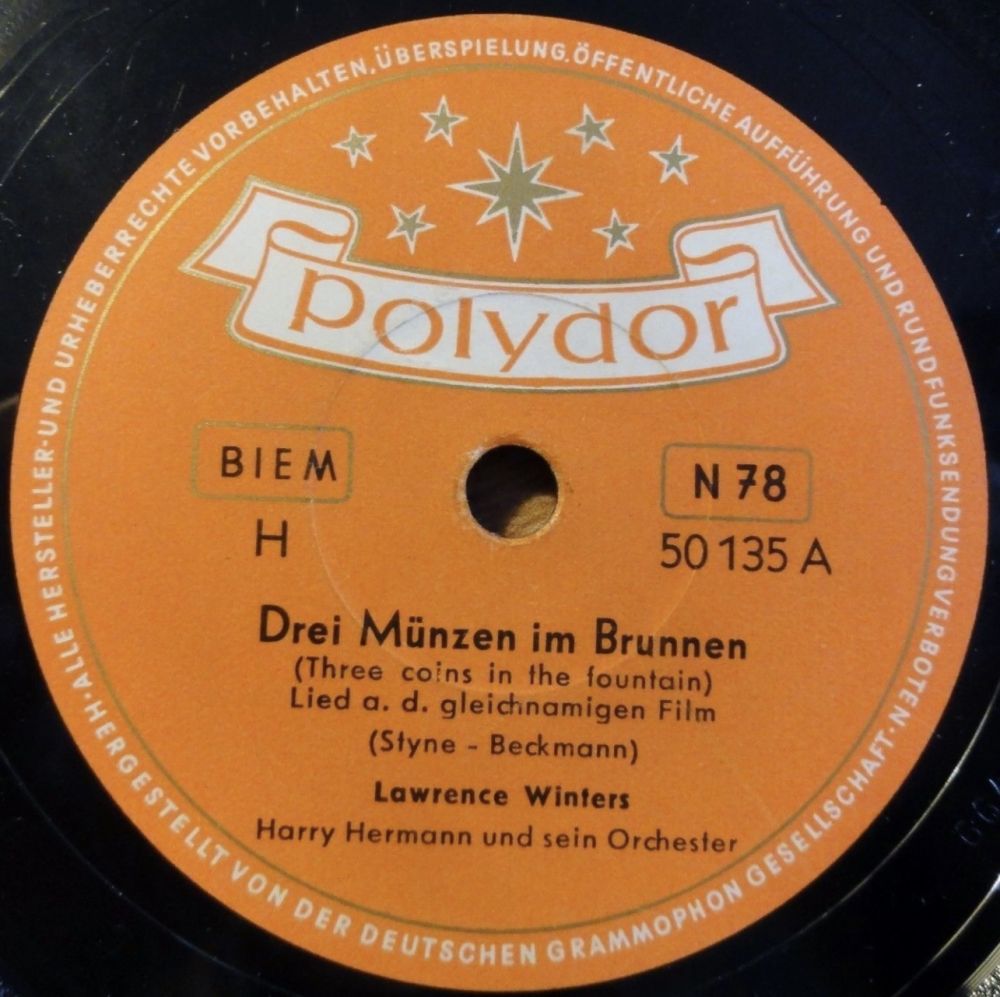 ALLE HERSTELLER- UND URHEBERRECHTE VORBEHALTEN, ÜBERSPIELUNG, ÖFFENTLICHE AUFFÜHRUNG UND RUNDFUNKSENDUNG VERBOTEN · HERGESTELLT VON DER DEUTSCHEN GRAMMOPHON GESELLSCHAFT ·
polydor
BIEM
N 78
H
50 135 A
Drei Münzen im Brunnen
(Three coins in the fountain)
Lied a. d. gleichnamigen Film
(Styne - Beckmann)
Lawrence Winters
Harry Hermann und sein Orchester